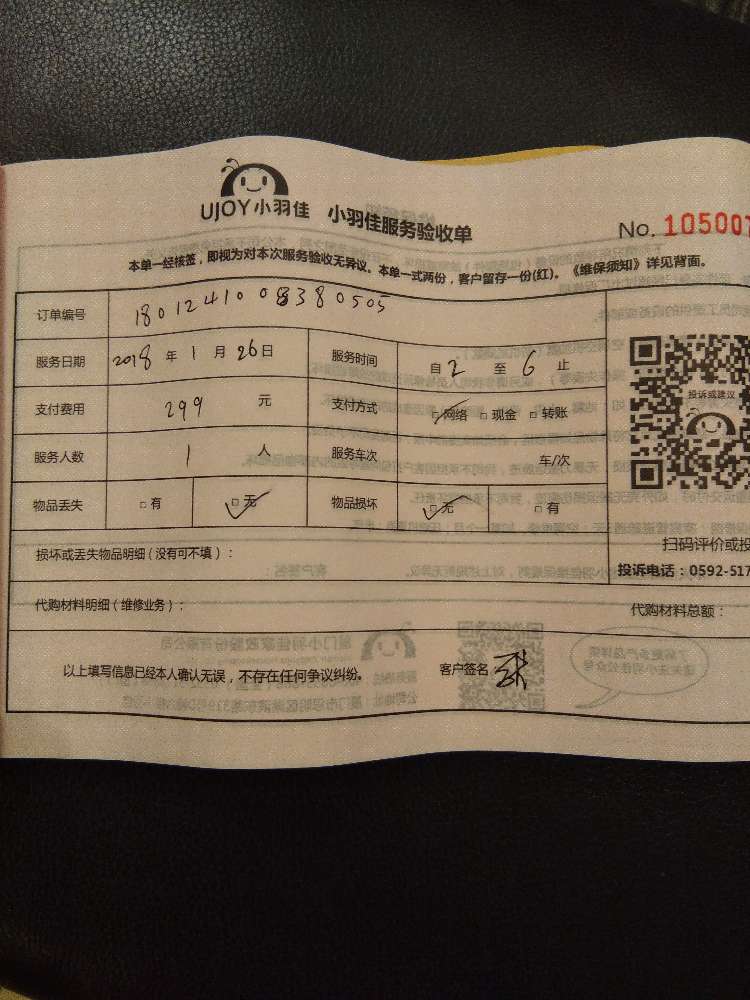 UJOY小羽佳 小羽佳服务验收单
No. 105007
本单一经核签,即视为对本次服务验收无异议。本单一式两份,客户留存一份(红)。《维保须知》详见背面。
订单编号 1801241008380505
服务日期 2018 年 1 月 26 日 服务时间 自 2 至 6 止
支付费用 299 元 支付方式 □网络 □现金 □转账
服务人数 1 人 服务车次 车/次
物品丢失 □有 □无 物品损坏 □无 □有
投诉或建议
扫码评价或投
投诉电话:0592-517
损坏或丢失物品明细(没有可不填):
代购材料明细(维修业务): 代购材料总额:
以上填写信息已经本人确认无误,不存在任何争议纠纷。 客户签名